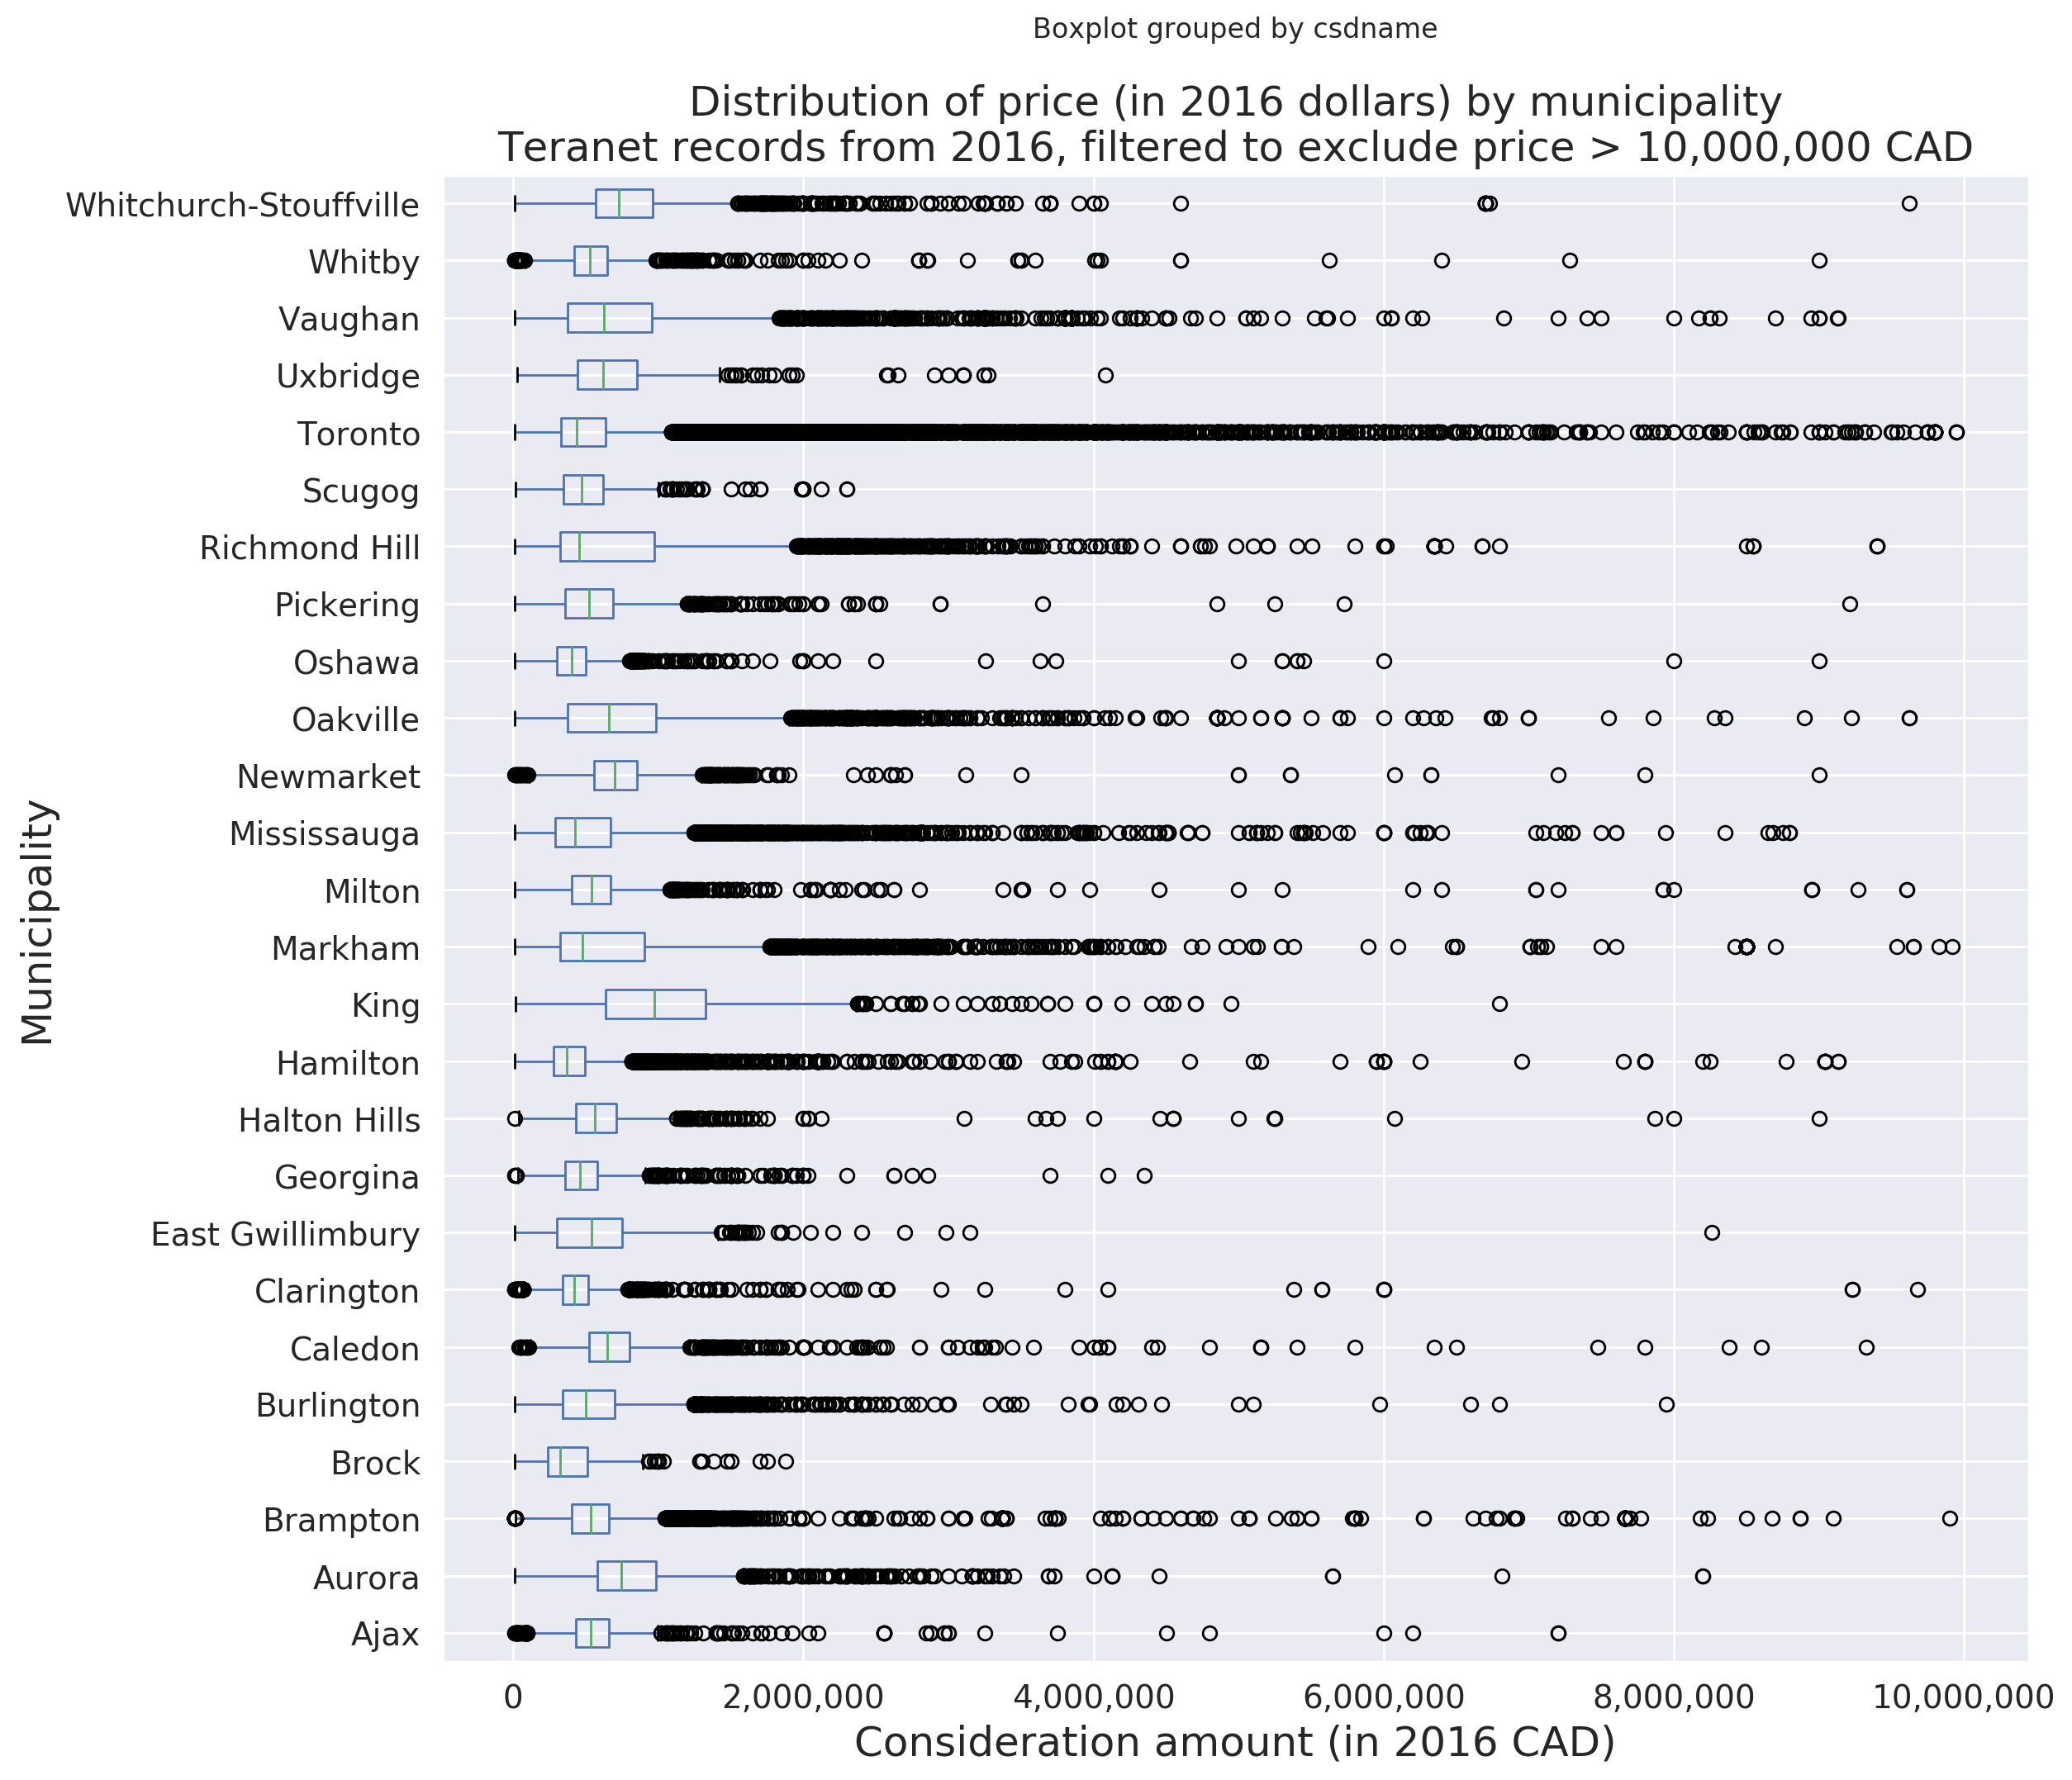 Boxplot grouped by csdname
Distribution of price (in 2016 dollars) by municipality
Teranet records from 2016, filtered to exclude price > 10,000,000 CAD
Municipality
Whitchurch-Stouffville
Whitby
Vaughan
Uxbridge
Toronto
Scugog
Richmond Hill
Pickering
Oshawa
Oakville
Newmarket
Mississauga
Milton
Markham
King
Hamilton
Halton Hills
Georgina
East Gwillimbury
Clarington
Caledon
Burlington
Brock
Brampton
Aurora
Ajax
0 2,000,000 4,000,000 6,000,000 8,000,000 10,000,000
Consideration amount (in 2016 CAD)